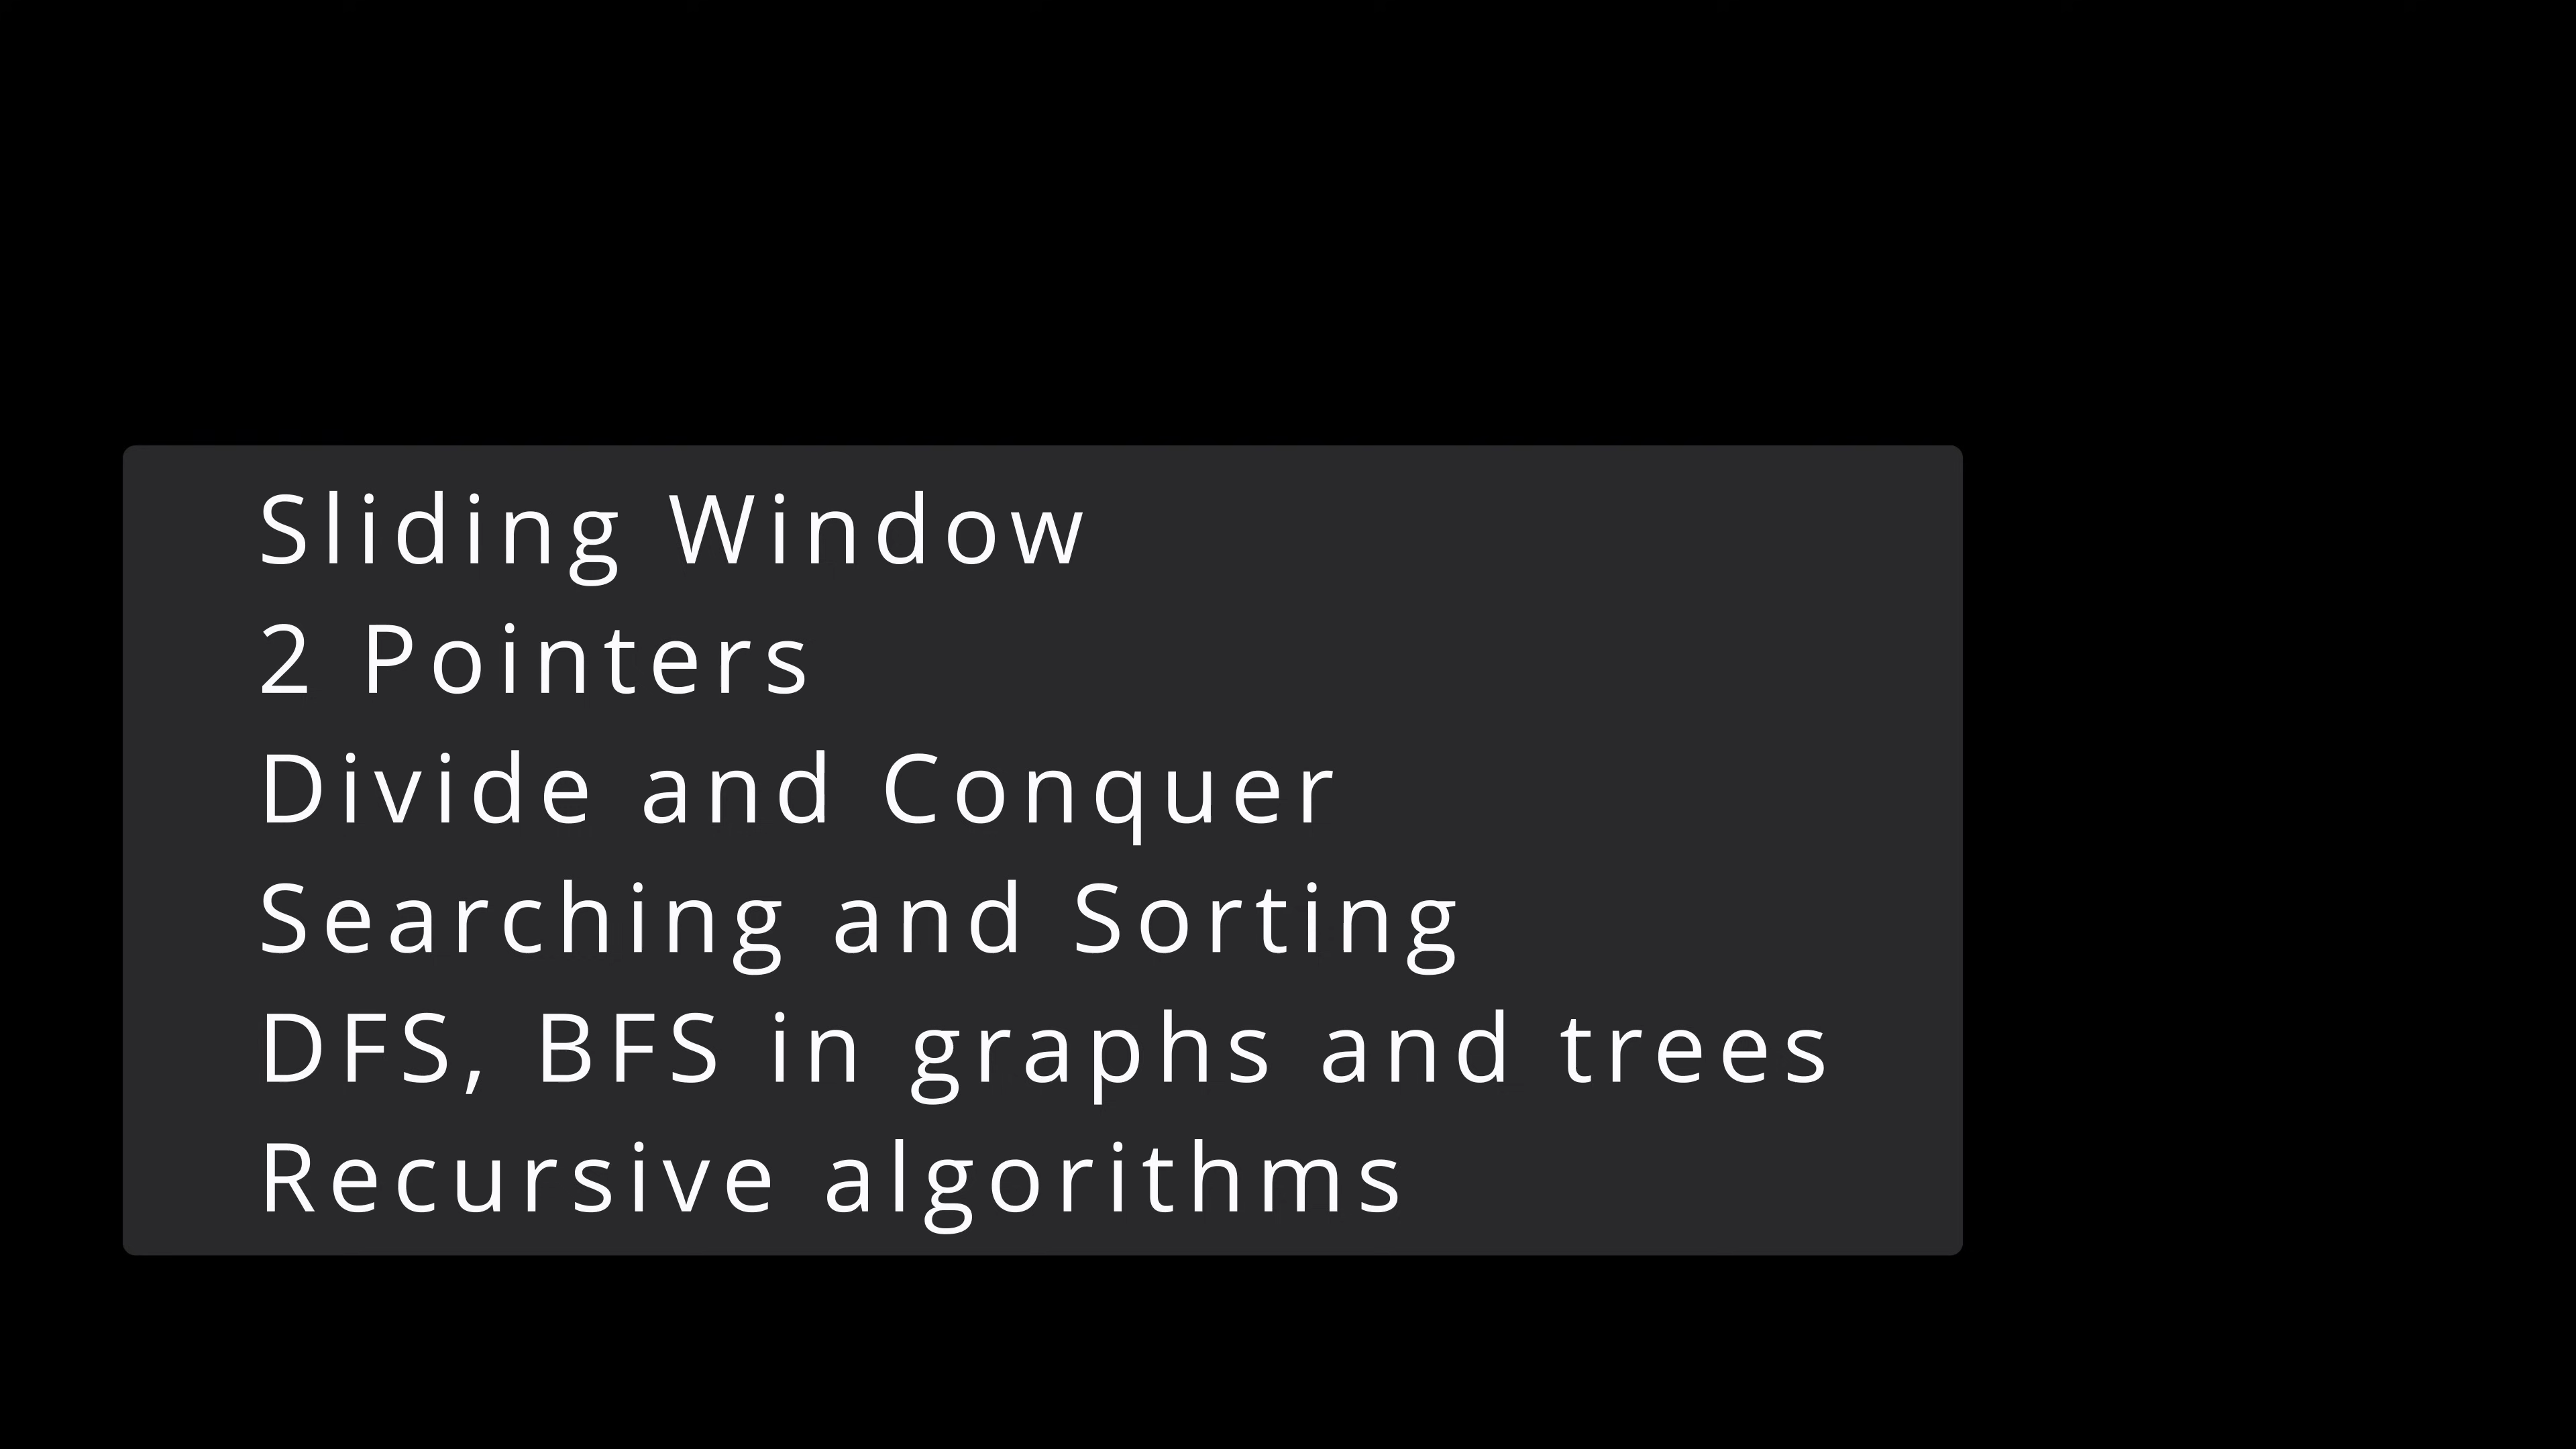 Sliding Window
2 Pointers
Divide and Conquer
Searching and Sorting
DFS, BFS in graphs and trees
Recursive algorithms